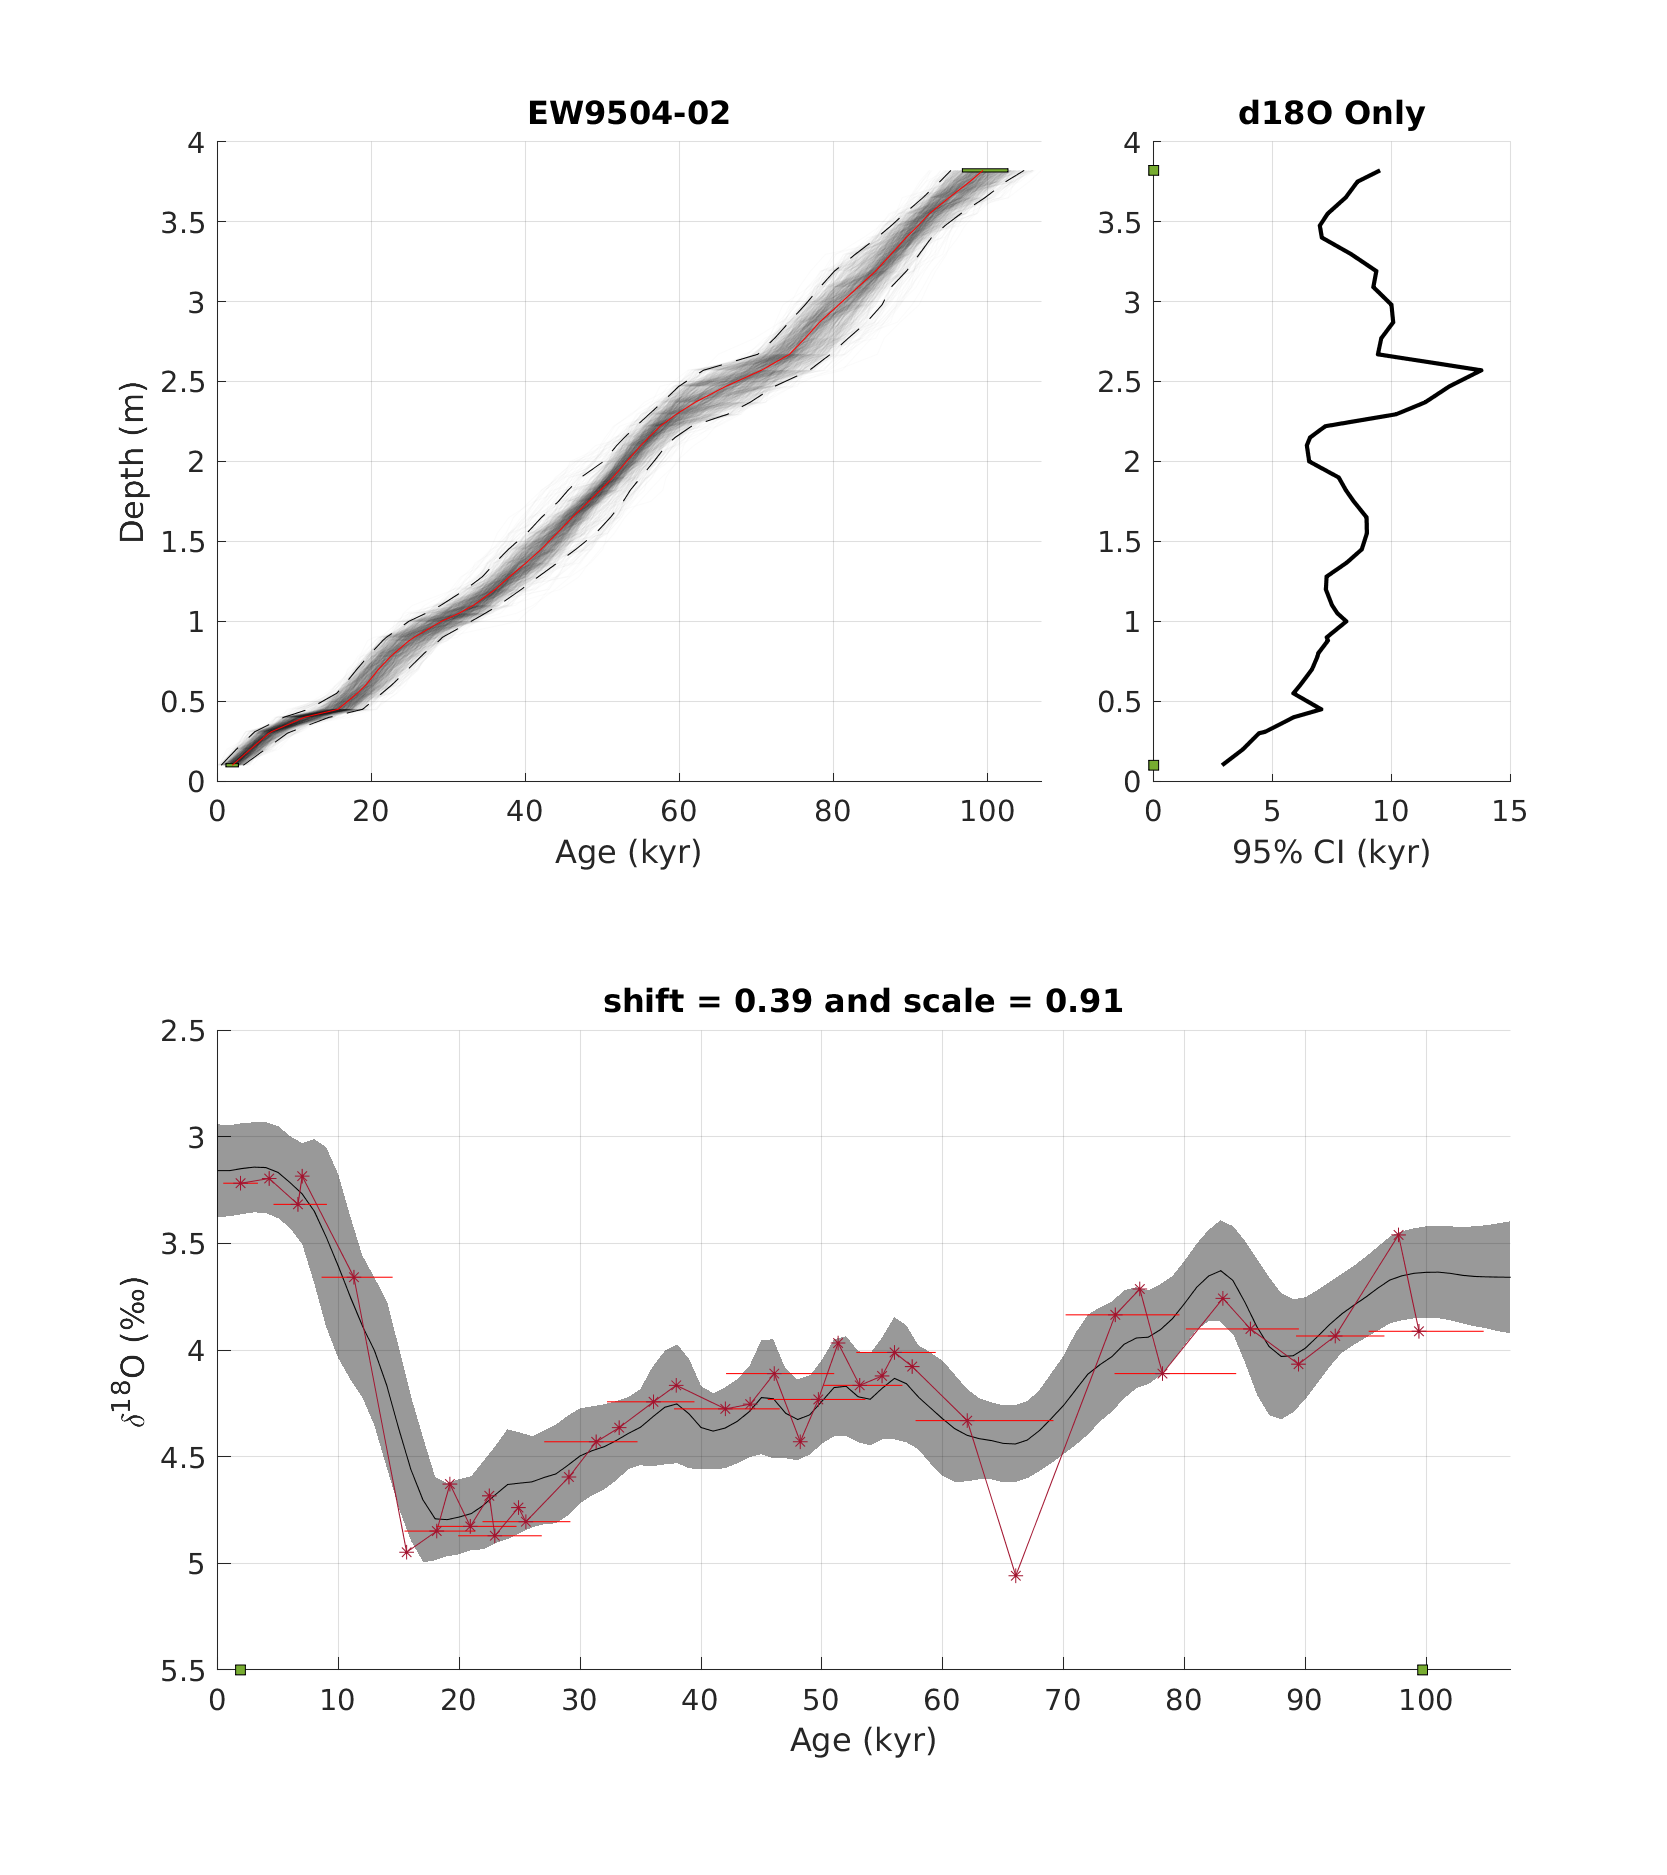 EW9504-02
d18O Only
4
3.5
3
2.5
2
1.5
1
0.5
0
Depth (m)
0 20 40 60 80 100
Age (kyr)
4
3.5
3
2.5
2
1.5
1
0.5
0
0 5 10 15
95% CI (kyr)
shift = 0.39 and scale = 0.91
2.5
3
3.5
4
4.5
5
5.5
δ¹⁸O (‰)
0 10 20 30 40 50 60 70 80 90 100
Age (kyr)